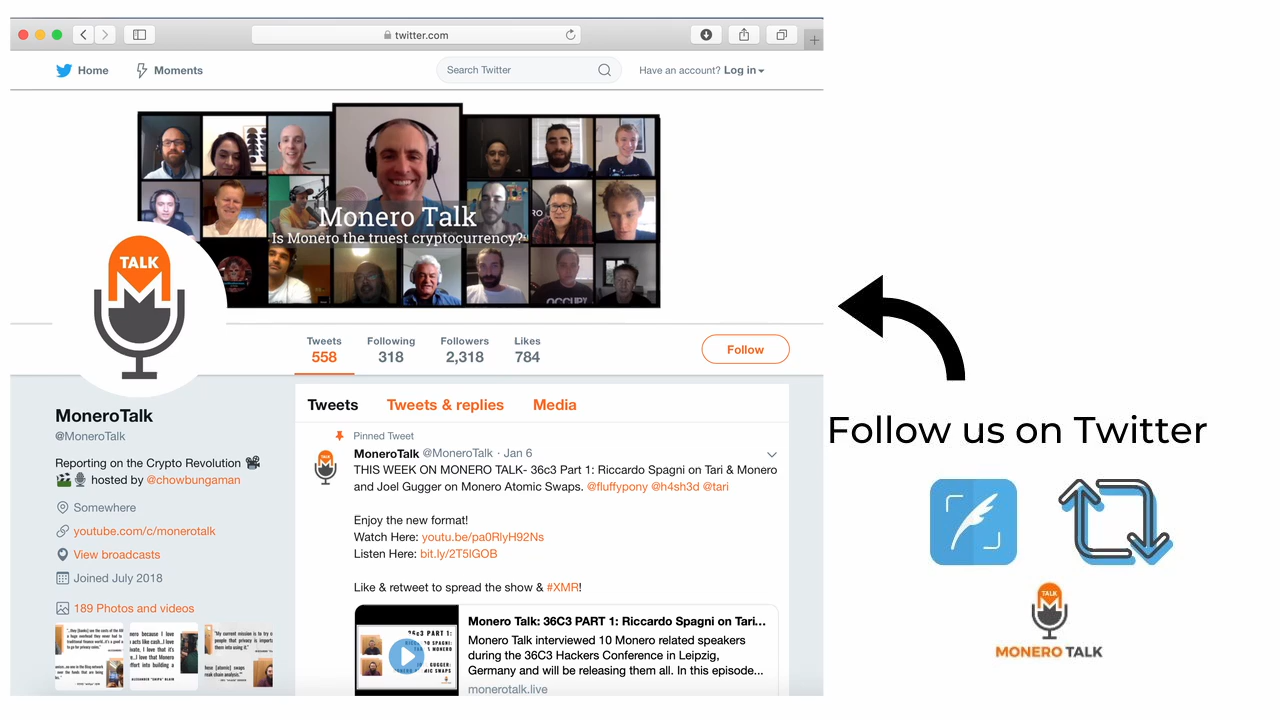 twitter.com
Home
Moments
Search Twitter
Have an account? Log in
Monero Talk
Is Monero the truest cryptocurrency?
OCCUPY
TALK
Tweets
558
Following
318
Followers
2,318
Likes
784
Follow
MoneroTalk
@MoneroTalk
Reporting on the Crypto Revolution
hosted by @chowbungaman
Somewhere
youtube.com/c/monerotalk
View broadcasts
Joined July 2018
189 Photos and videos
Tweets
Tweets & replies
Media
Pinned Tweet
MoneroTalk @MoneroTalk · Jan 6
THIS WEEK ON MONERO TALK- 36c3 Part 1: Riccardo Spagni on Tari & Monero
and Joel Gugger on Monero Atomic Swaps. @fluffypony @h4sh3d @tari
Enjoy the new format!
Watch Here: youtu.be/pa0RlyH92Ns
Listen Here: bit.ly/2T5IGOB
Like & retweet to spread the show & #XMR!
36c3 PART 1:
Monero Talk: 36C3 PART 1: Riccardo Spagni on Tari...
Monero Talk interviewed 10 Monero related speakers
during the 36C3 Hackers Conference in Leipzig,
Germany and will be releasing them all. In this episode...
monerotalk.live
Follow us on Twitter
TALK
MONERO TALK